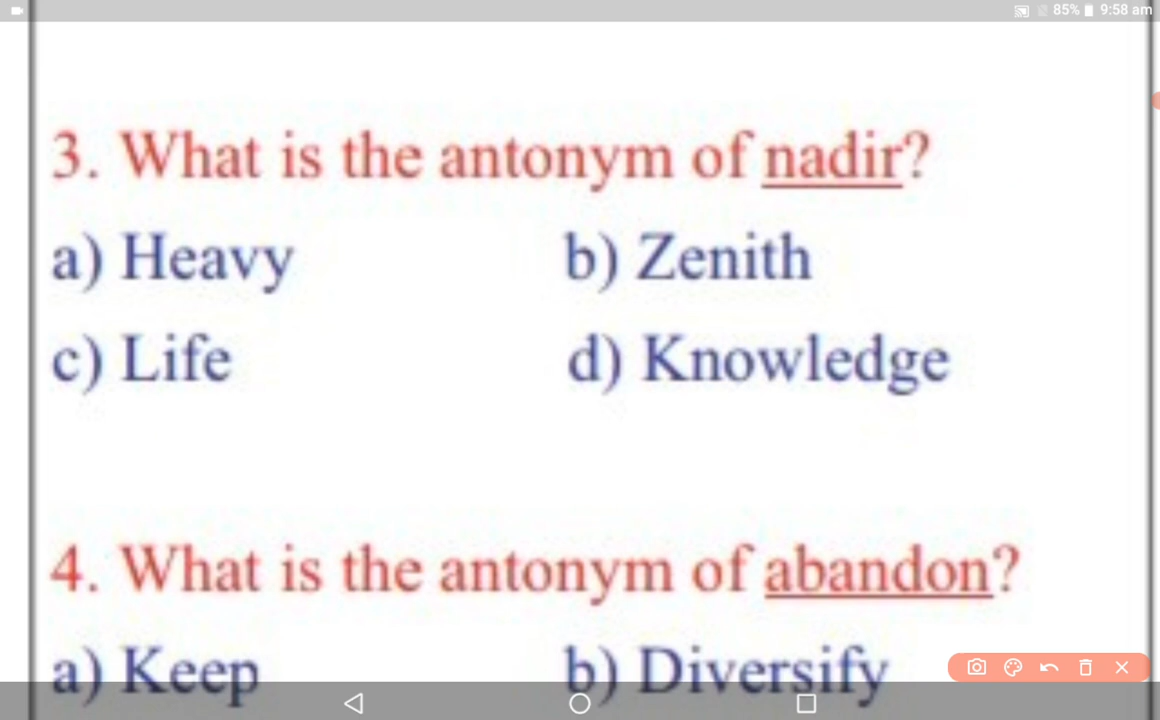 85% 9:58 am
3. What is the antonym of nadir?
a) Heavy b) Zenith
c) Life d) Knowledge
4. What is the antonym of abandon?
a) Keep b) Diversify